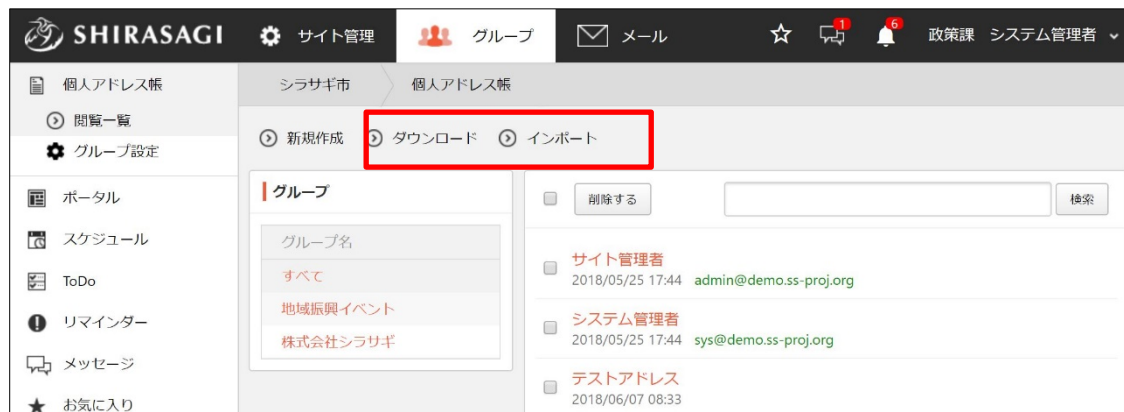 SHIRASAGI サイト管理 グループ メール 1 6 政策課 システム管理者
個人アドレス帳
閲覧一覧
グループ設定
ポータル
スケジュール
ToDo
リマインダー
メッセージ
お気に入り
シラサギ市 個人アドレス帳
新規作成 ダウンロード インポート
グループ
グループ名
すべて
地域振興イベント
株式会社シラサギ
削除する 検索
サイト管理者
2018/05/25 17:44 admin@demo.ss-proj.org
システム管理者
2018/05/25 17:44 sys@demo.ss-proj.org
テストアドレス
2018/06/07 08:33